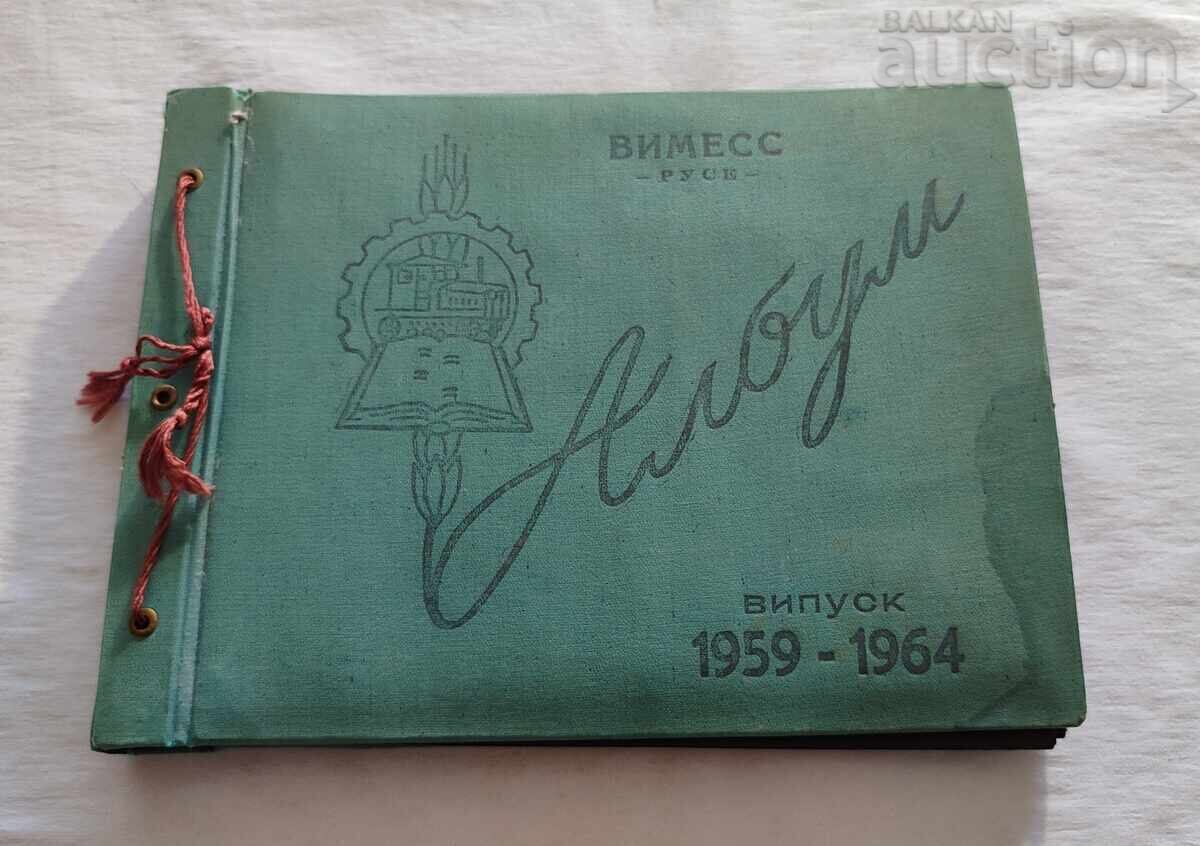 BALKAN
auction
ВИМЕСС
- РУСЕ -
Албум
ВИПУСК
1959 - 1964